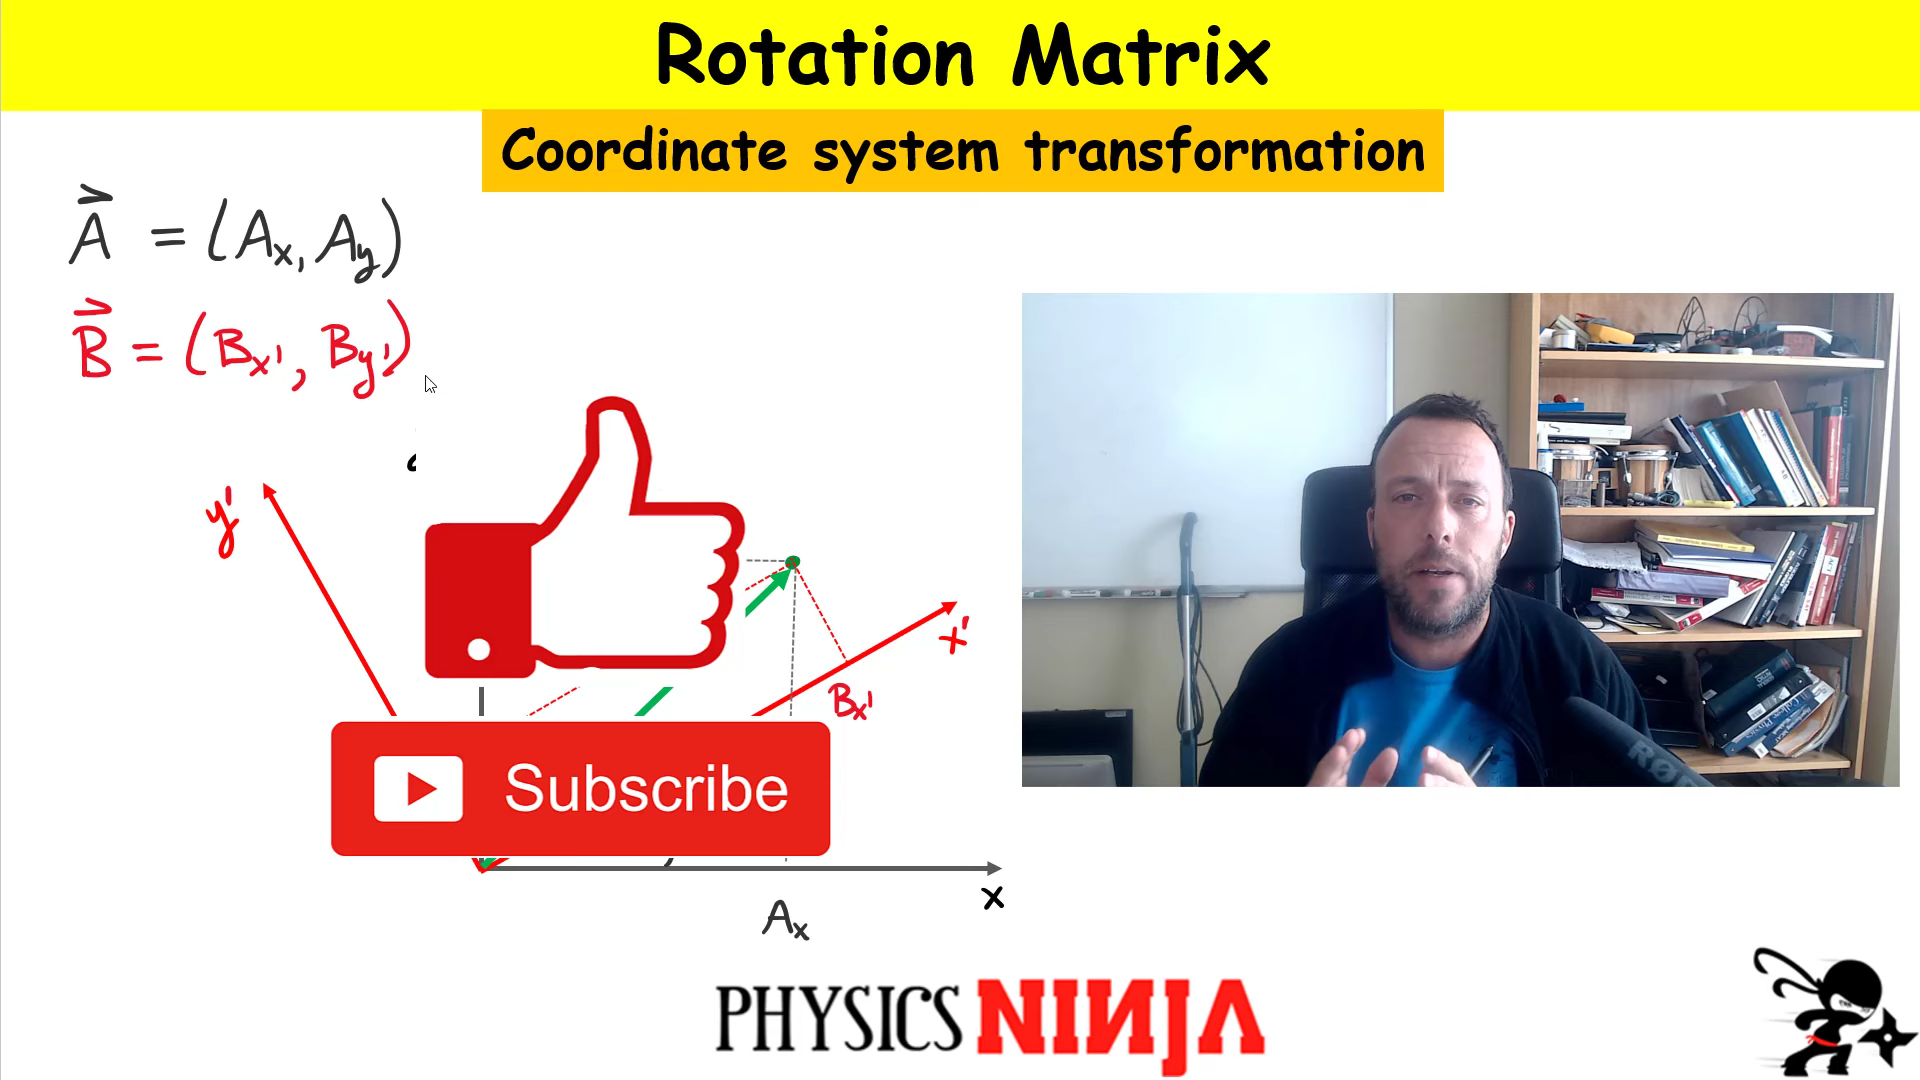 Rotation Matrix
Coordinate system transformation
A = (Ax, Ay)
B = (Bx', By')
y'
x'
Bx'
Subscribe
x
Ax
PHYSICS NINJA